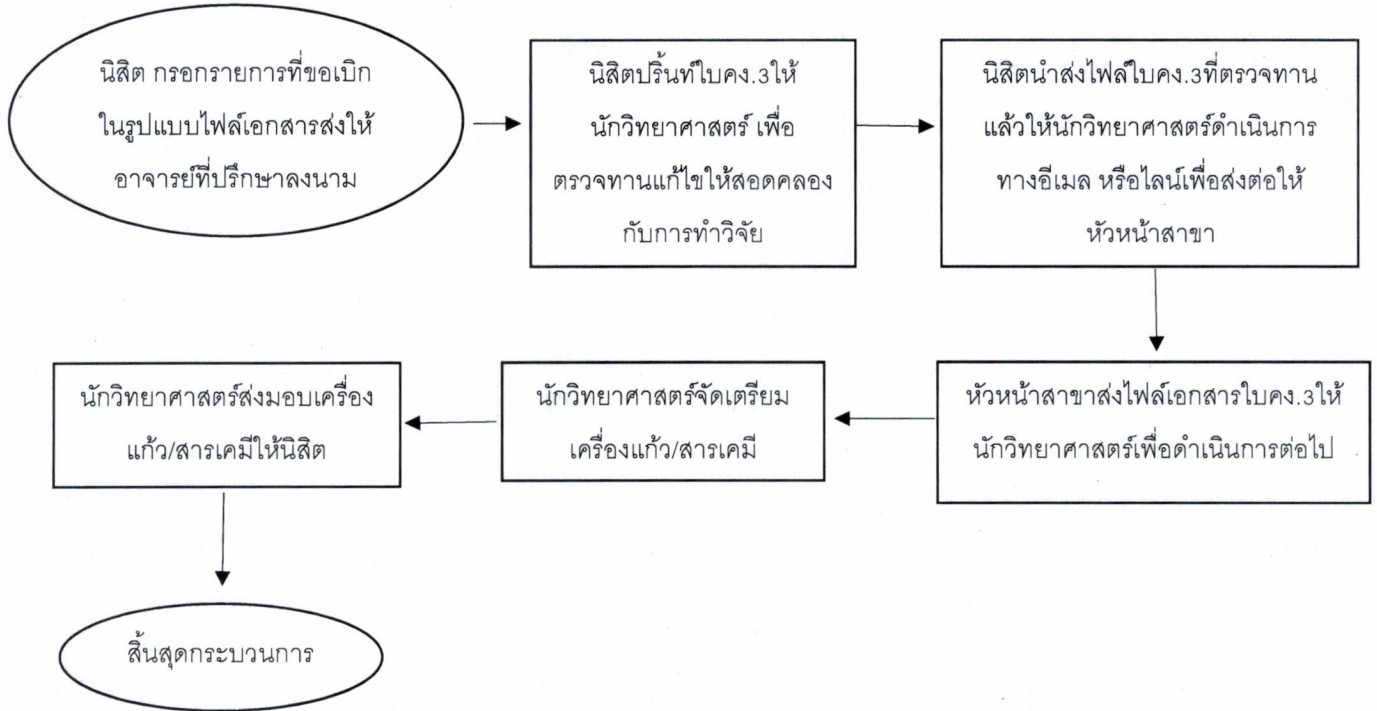 นิสิต กรอกรายการที่ขอเบิก
ในรูปแบบไฟล์เอกสารส่งให้
อาจารย์ที่ปรึกษาลงนาม
นิสิตปริ้นท์ใบคง.3ให้
นักวิทยาศาสตร์ เพื่อ
ตรวจทานแก้ไขให้สอดคลอง
กับการทำวิจัย
นิสิตนำส่งไฟล์ใบคง.3ที่ตรวจทาน
แล้วให้นักวิทยาศาสตร์ดำเนินการ
ทางอีเมล หรือไลน์เพื่อส่งต่อให้
หัวหน้าสาขา
หัวหน้าสาขาส่งไฟล์เอกสารใบคง.3ให้
นักวิทยาศาสตร์เพื่อดำเนินการต่อไป
นักวิทยาศาสตร์จัดเตรียม
เครื่องแก้ว/สารเคมี
นักวิทยาศาสตร์ส่งมอบเครื่อง
แก้ว/สารเคมีให้นิสิต
สิ้นสุดกระบวนการ